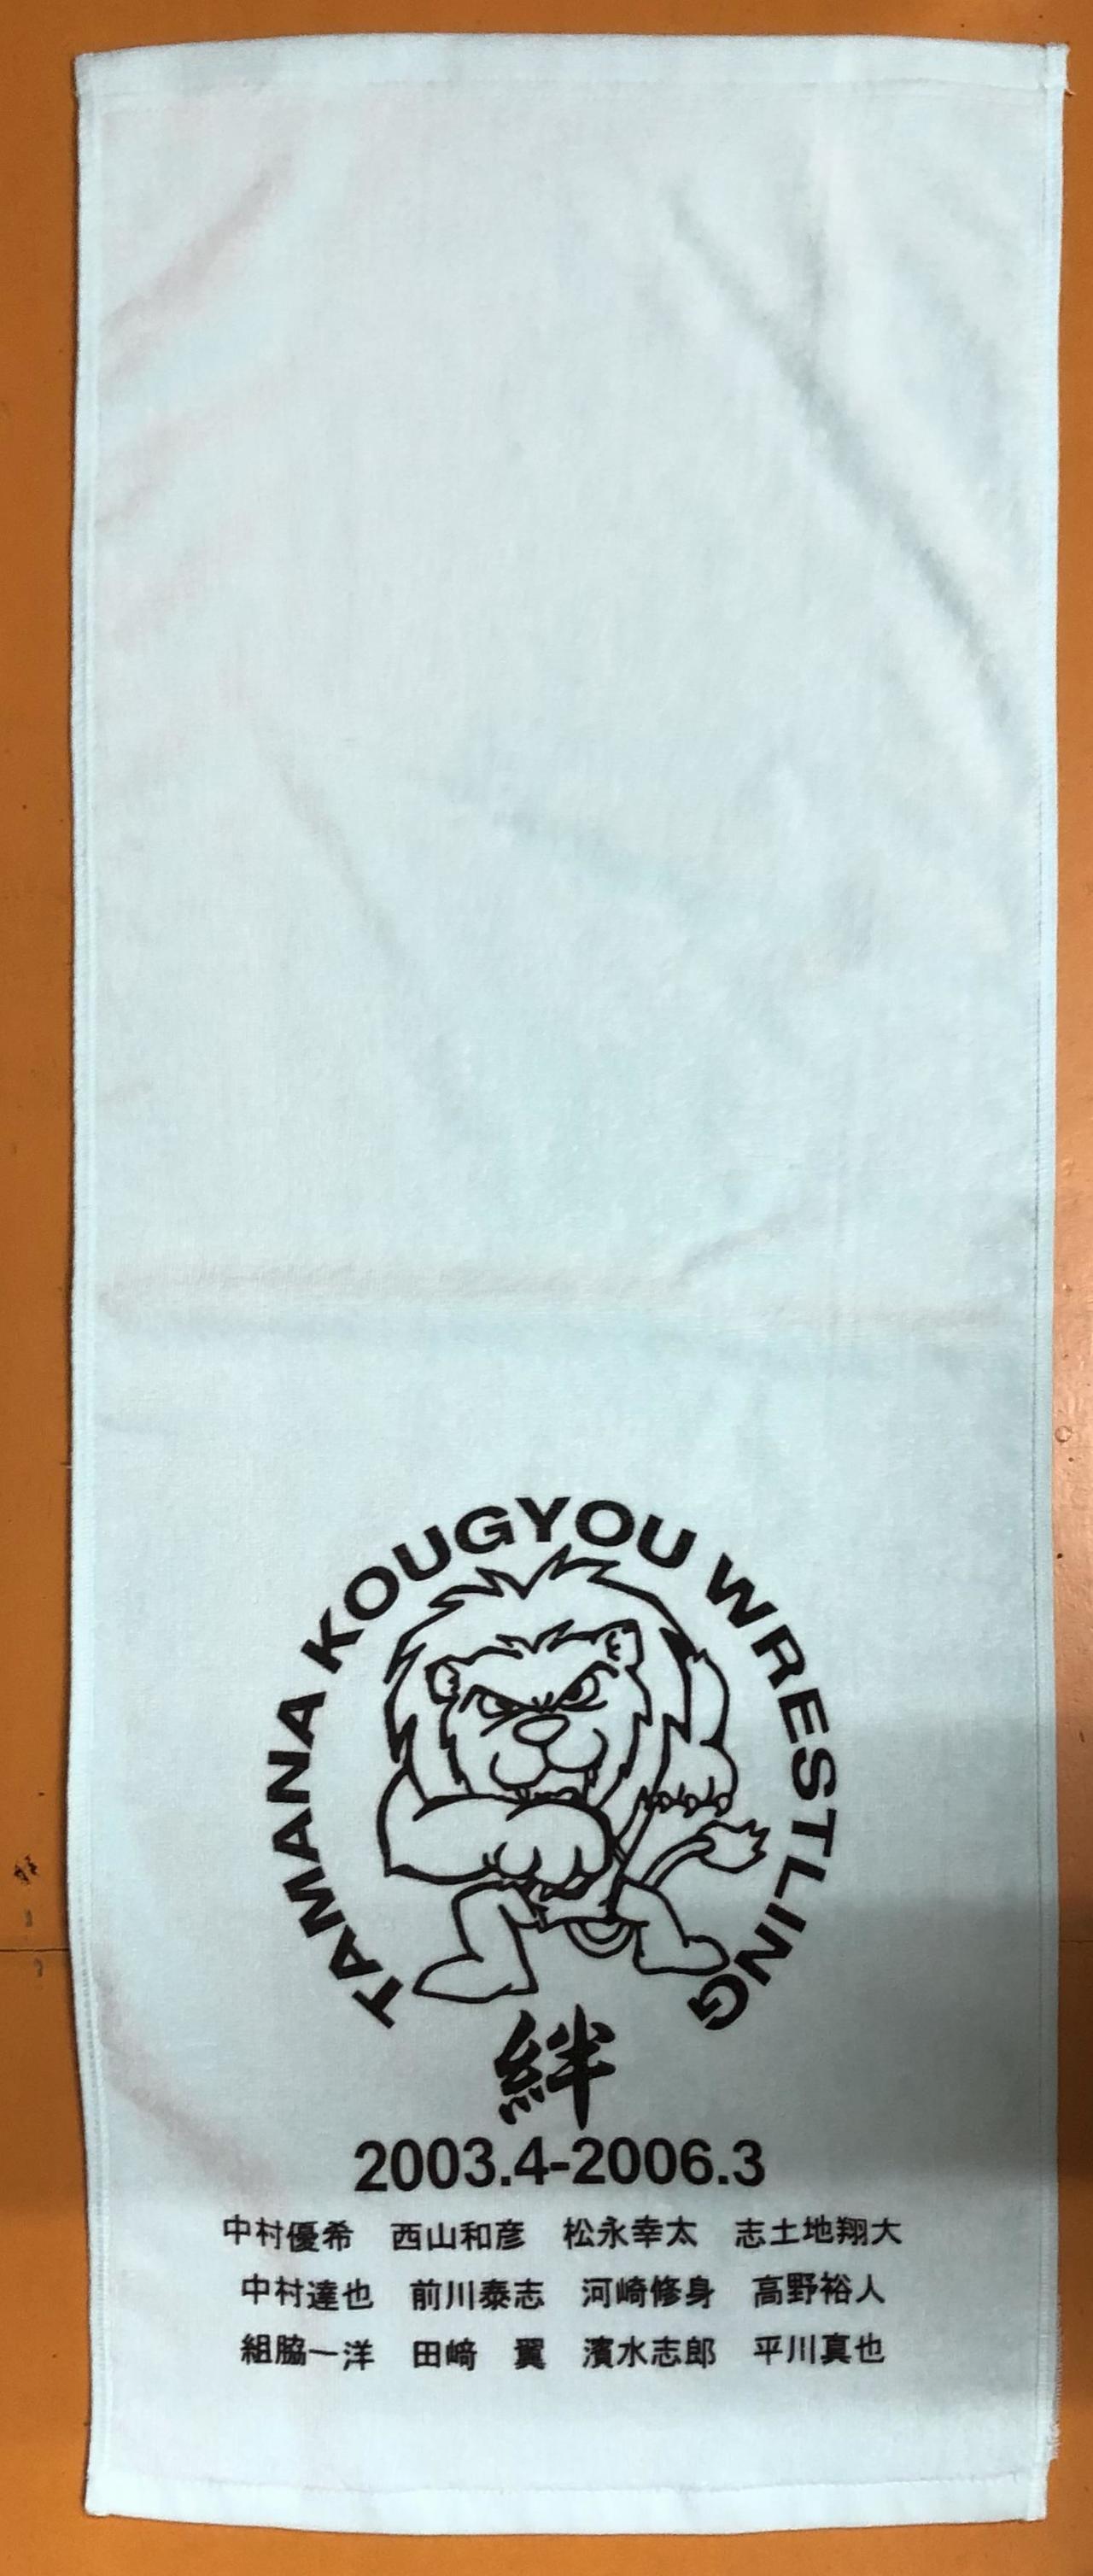 TAMANA KOUGYOU WRESTLING
絆
2003.4-2006.3
中村優希　西山和彦　松永幸太　志土地翔大
中村達也　前川泰志　河崎修身　高野裕人
組脇一洋　田﨑　翼　濱水志郎　平川真也